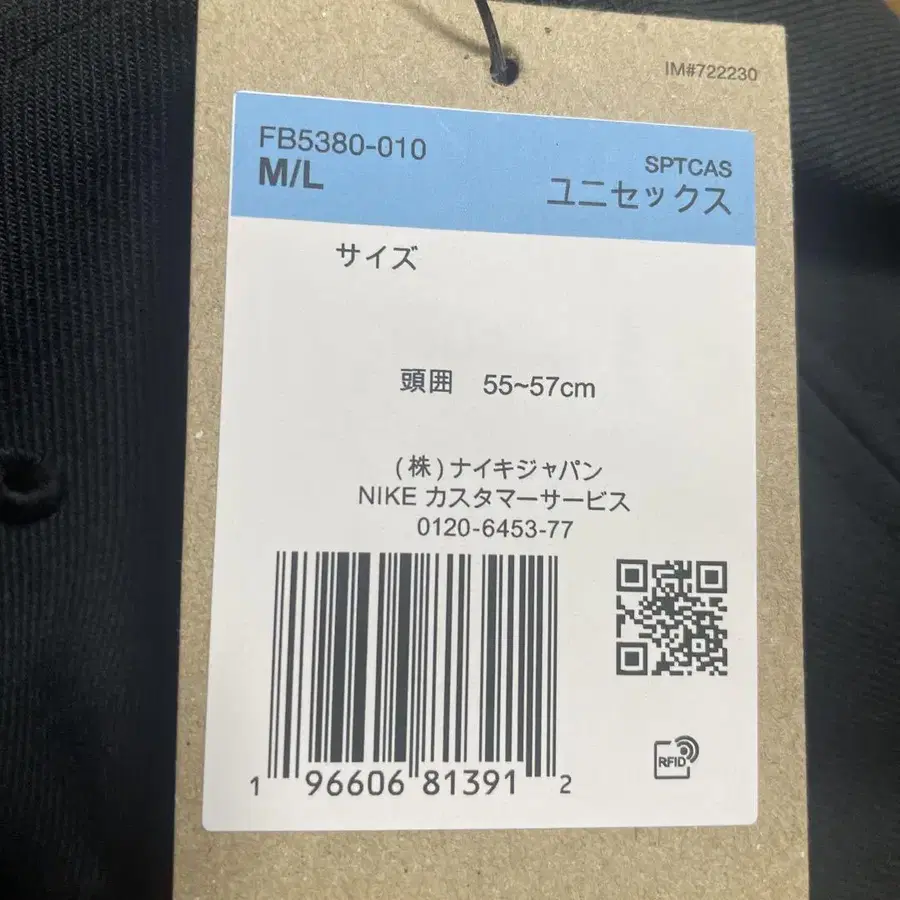 IM#722230
FB5380-010
M/L
SPTCAS
ユニセックス
サイズ
頭囲 55~57cm
(株)ナイキジャパン
NIKE カスタマーサービス
0120-6453-77
1 96606 81391 2
RFID